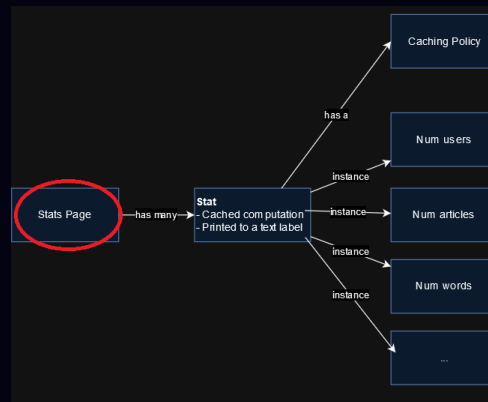 Caching Policy
has a
Num users
instance
Stats Page
has many
Stat
- Cached computation
- Printed to a text label
instance
Num articles
instance
Num words
instance
...